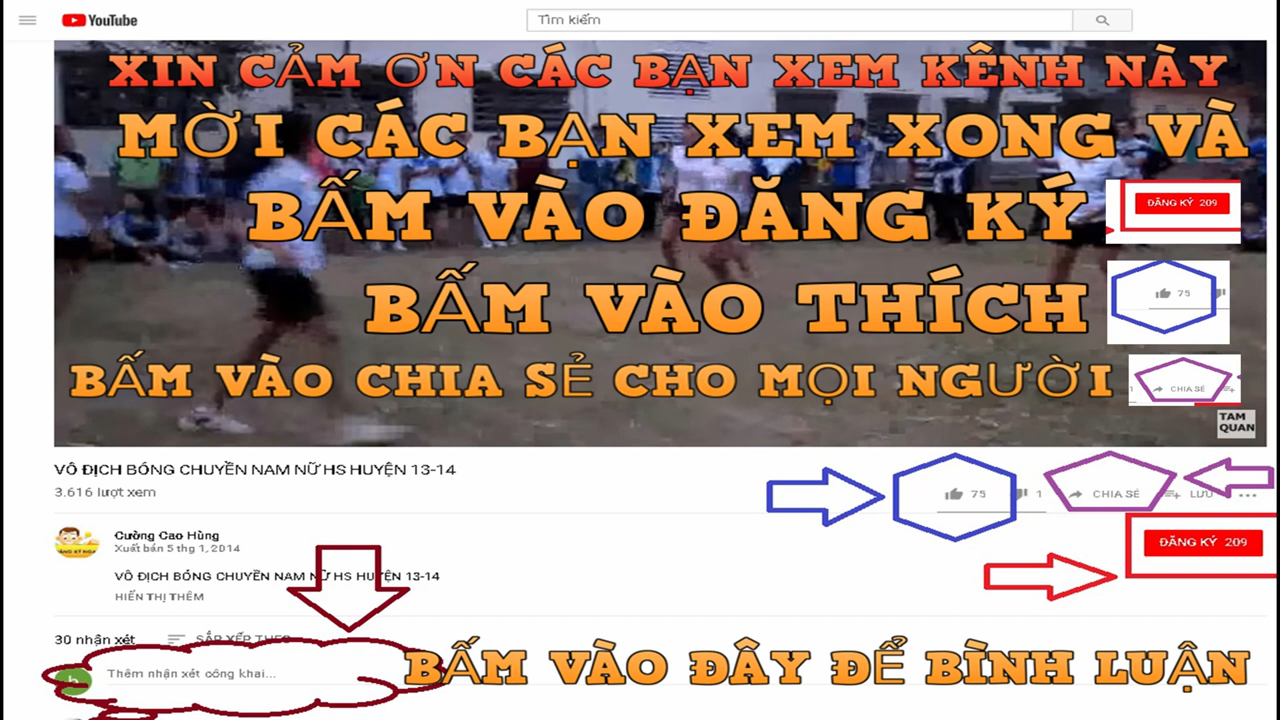 YouTube
Tìm kiếm
XIN CẢM ƠN CÁC BẠN XEM KÊNH NÀY
MỜI CÁC BẠN XEM XONG VÀ
BẤM VÀO ĐĂNG KÝ
ĐĂNG KÝ 209
BẤM VÀO THÍCH
75
BẤM VÀO CHIA SẺ CHO MỌI NGƯỜI
1 CHIA SẺ
TAM
QUAN
VÔ ĐỊCH BÓNG CHUYỀN NAM NỮ HS HUYỆN 13-14
3.616 lượt xem
75 1 CHIA SẺ LƯU
Cường Cao Hùng
Xuất bản 5 thg 1, 2014
ĐĂNG KÝ 209
VÔ ĐỊCH BÓNG CHUYỀN NAM NỮ HS HUYỆN 13-14
HIỂN THỊ THÊM
30 nhận xét SẮP XẾP THEO
Thêm nhận xét công khai...
BẤM VÀO ĐÂY ĐỂ BÌNH LUẬN